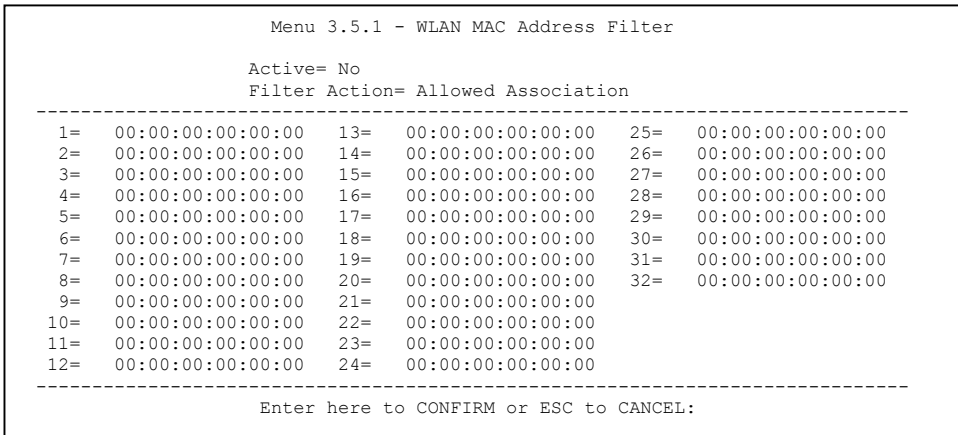 Menu 3.5.1 - WLAN MAC Address Filter
Active= No
Filter Action= Allowed Association
------------------------------------------------------------------------------
1= 00:00:00:00:00:00 13= 00:00:00:00:00:00 25= 00:00:00:00:00:00
2= 00:00:00:00:00:00 14= 00:00:00:00:00:00 26= 00:00:00:00:00:00
3= 00:00:00:00:00:00 15= 00:00:00:00:00:00 27= 00:00:00:00:00:00
4= 00:00:00:00:00:00 16= 00:00:00:00:00:00 28= 00:00:00:00:00:00
5= 00:00:00:00:00:00 17= 00:00:00:00:00:00 29= 00:00:00:00:00:00
6= 00:00:00:00:00:00 18= 00:00:00:00:00:00 30= 00:00:00:00:00:00
7= 00:00:00:00:00:00 19= 00:00:00:00:00:00 31= 00:00:00:00:00:00
8= 00:00:00:00:00:00 20= 00:00:00:00:00:00 32= 00:00:00:00:00:00
9= 00:00:00:00:00:00 21= 00:00:00:00:00:00
10= 00:00:00:00:00:00 22= 00:00:00:00:00:00
11= 00:00:00:00:00:00 23= 00:00:00:00:00:00
12= 00:00:00:00:00:00 24= 00:00:00:00:00:00
------------------------------------------------------------------------------
Enter here to CONFIRM or ESC to CANCEL: